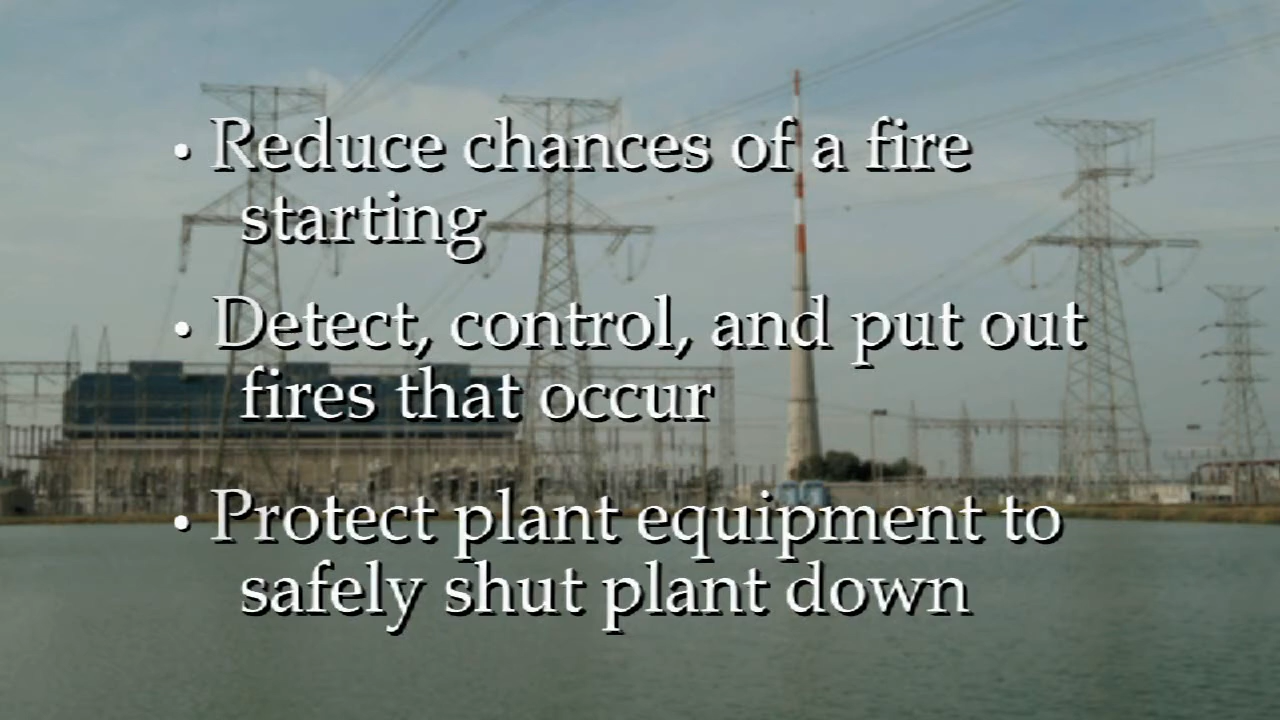 • Reduce chances of a fire
starting
• Detect, control, and put out
fires that occur
• Protect plant equipment to
safely shut plant down